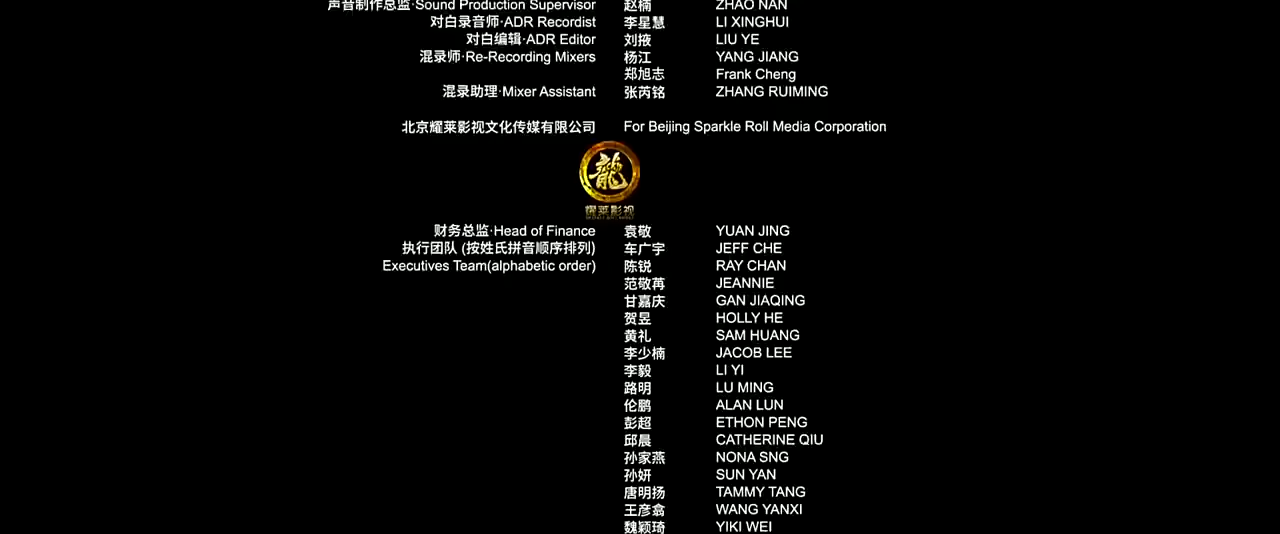 声音制作总监·Sound Production Supervisor 赵楠 ZHAO NAN
对白录音师·ADR Recordist 李星慧 LI XINGHUI
对白编辑·ADR Editor 刘掖 LIU YE
混录师·Re-Recording Mixers 杨江 YANG JIANG
郑旭志 Frank Cheng
混录助理·Mixer Assistant 张芮铭 ZHANG RUIMING
北京耀莱影视文化传媒有限公司 For Beijing Sparkle Roll Media Corporation
龍
耀莱影视
财务总监·Head of Finance 袁敬 YUAN JING
执行团队 (按姓氏拼音顺序排列) 车广宇 JEFF CHE
Executives Team(alphabetic order) 陈锐 RAY CHAN
范敬苒 JEANNIE
甘嘉庆 GAN JIAQING
贺昱 HOLLY HE
黄礼 SAM HUANG
李少楠 JACOB LEE
李毅 LI YI
路明 LU MING
伦鹏 ALAN LUN
彭超 ETHON PENG
邱晨 CATHERINE QIU
孙家燕 NONA SNG
孙妍 SUN YAN
唐明扬 TAMMY TANG
王彦翕 WANG YANXI
魏颖琦 YIKI WEI